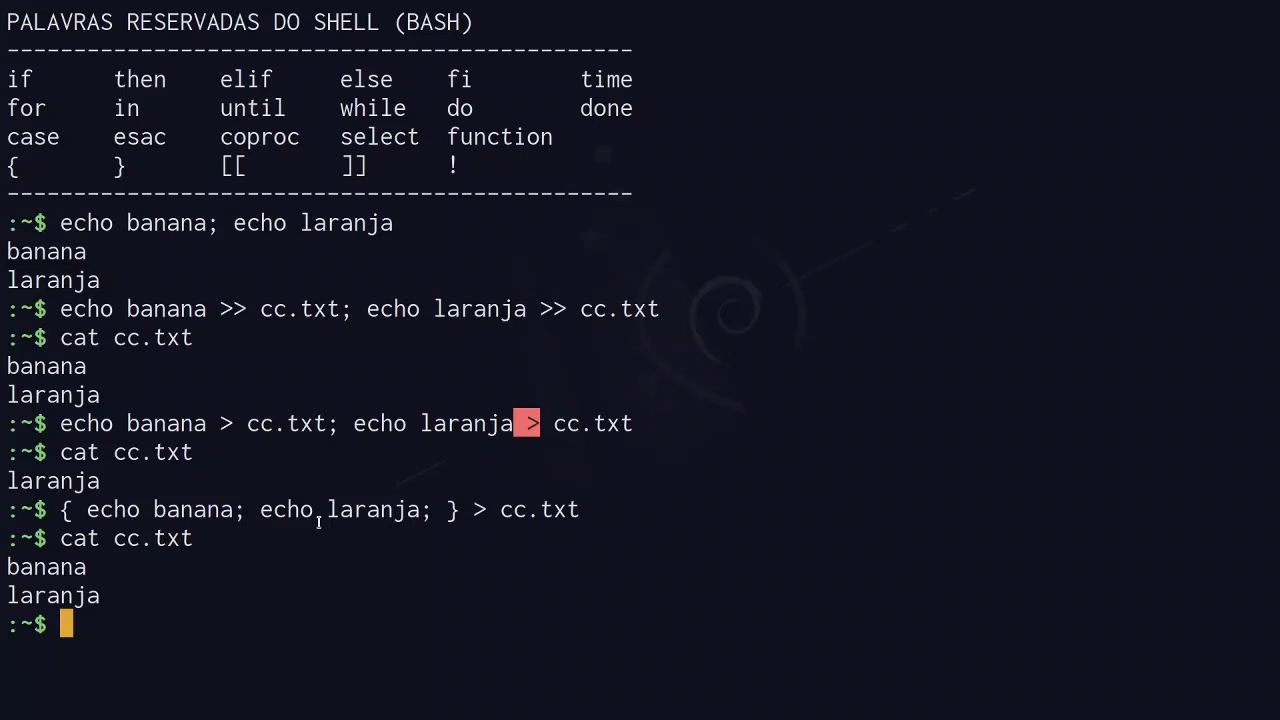 PALAVRAS RESERVADAS DO SHELL (BASH)
-----------------------------------------------
if      then    elif     else    fi       time
for     in      until    while   do       done
case    esac    coproc   select  function
{       }       [[       ]]      !
-----------------------------------------------
:~$ echo banana; echo laranja
banana
laranja
:~$ echo banana >> cc.txt; echo laranja >> cc.txt
:~$ cat cc.txt
banana
laranja
:~$ echo banana > cc.txt; echo laranja > cc.txt
:~$ cat cc.txt
laranja
:~$ { echo banana; echo laranja; } > cc.txt
:~$ cat cc.txt
banana
laranja
:~$